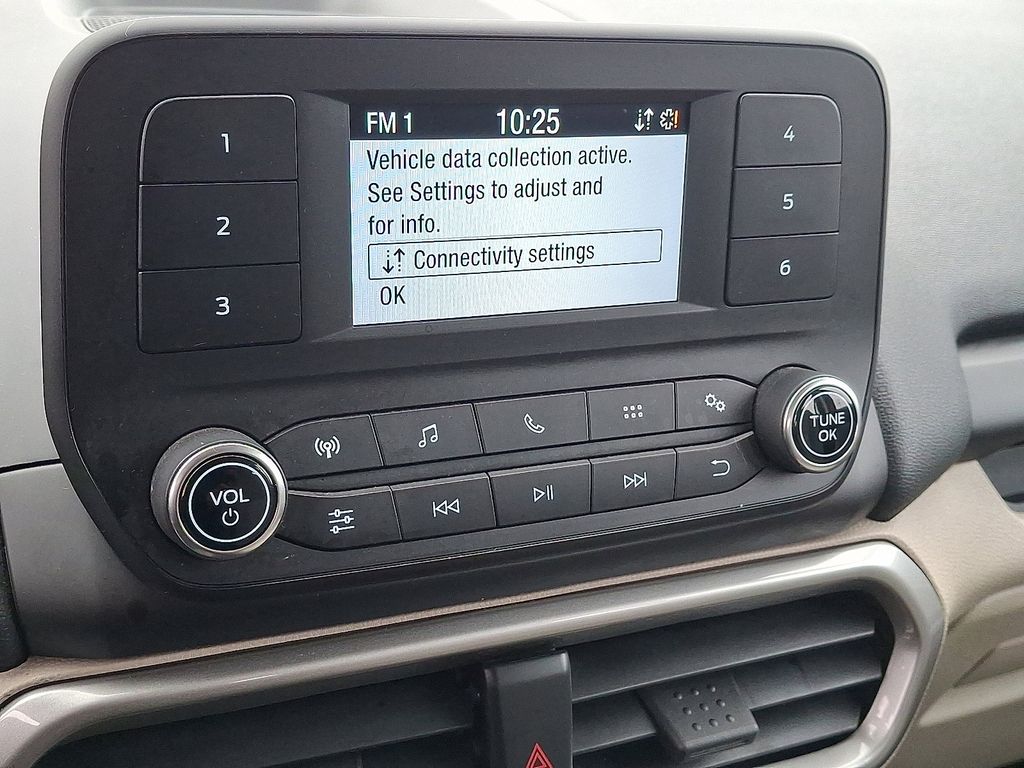 FM 1 10:25
Vehicle data collection active.
See Settings to adjust and
for info.
Connectivity settings
OK
1
2
3
4
5
6
VOL
TUNE
OK